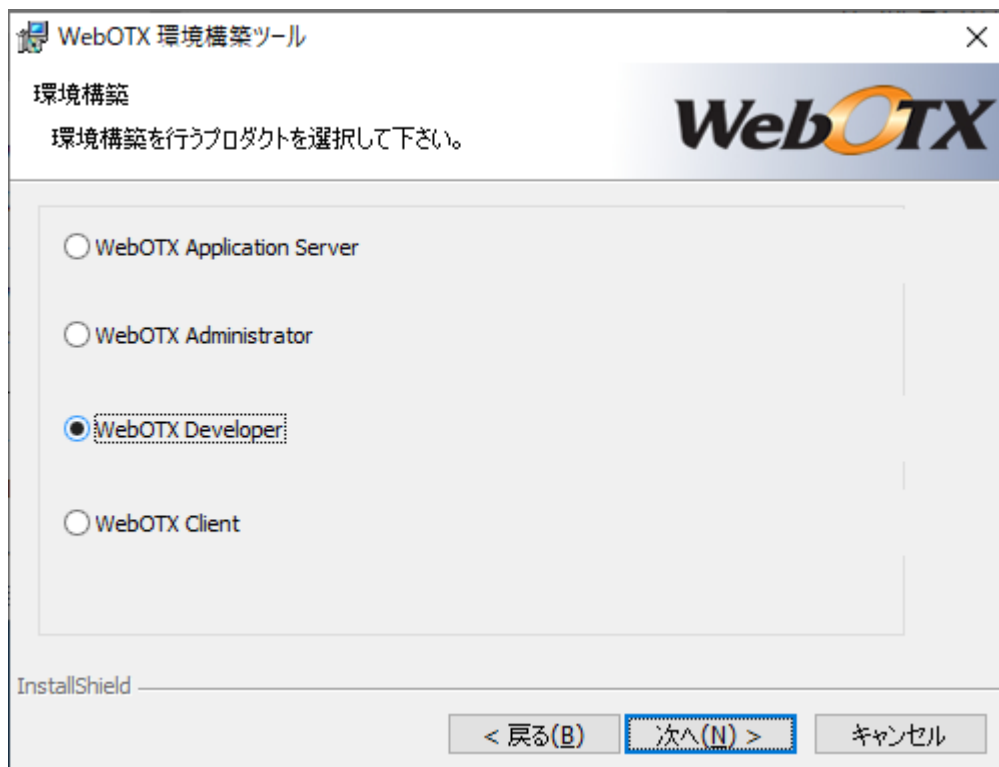 WebOTX 環境構築ツール
環境構築
環境構築を行うプロダクトを選択して下さい。
WebOTX
WebOTX Application Server
WebOTX Administrator
WebOTX Developer
WebOTX Client
InstallShield
< 戻る(B)
次へ(N) >
キャンセル